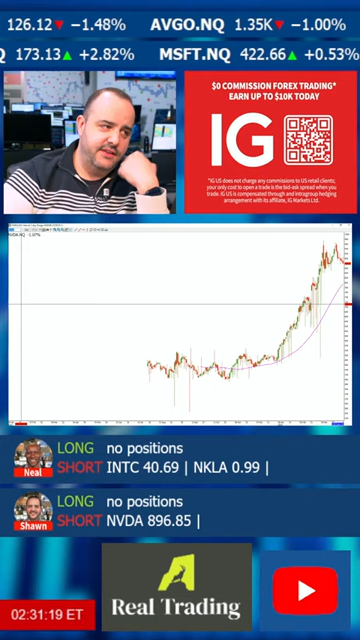 126.12▼ −1.48% AVGO.NQ 1.35K▼ −1.00%
Q 173.13▲ +2.82% MSFT.NQ 422.66▲ +0.53%
$0 COMMISSION FOREX TRADING*
EARN UP TO $10K TODAY
IG
*IG US does not charge any commissions to US retail clients;
your only cost to open a trade is the bid-ask spread when you
trade. IG US is compensated through and intragroup hedging
arrangement with its affiliate, IG Markets Ltd.
NVDA.NQ
LONG no positions
SHORT INTC 40.69 | NKLA 0.99 |
Neal
LONG no positions
SHORT NVDA 896.85 |
Shawn
02:31:19 ET
Real Trading